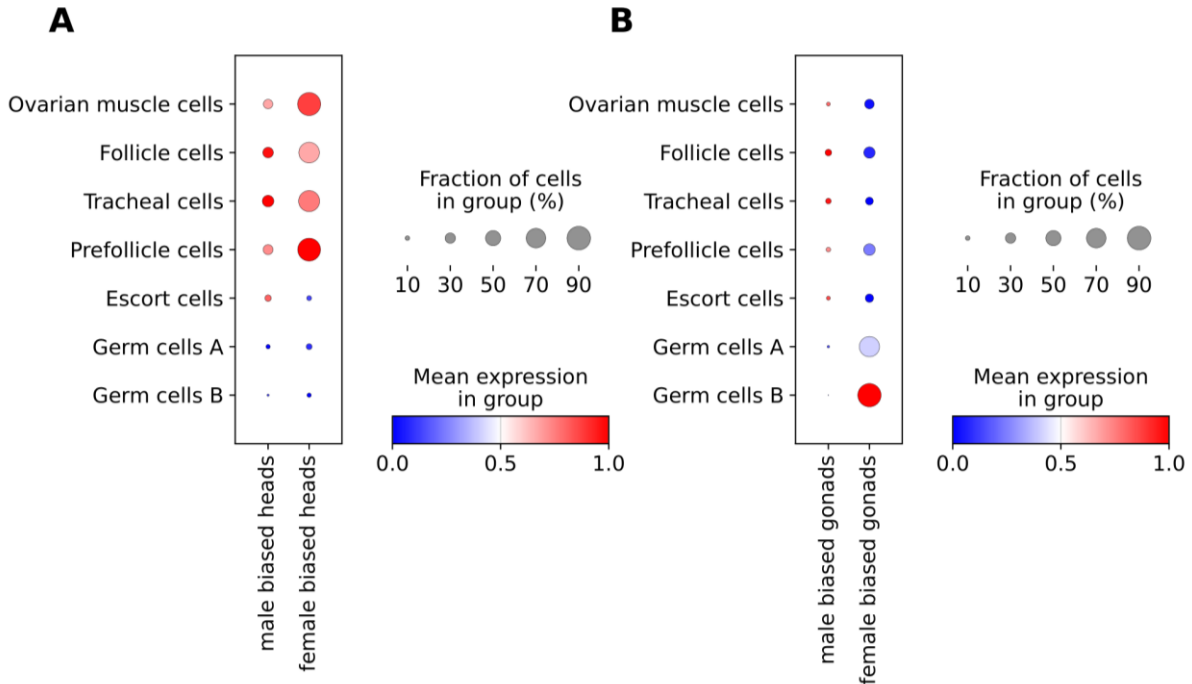 A
Ovarian muscle cells
Follicle cells
Tracheal cells
Prefollicle cells
Escort cells
Germ cells A
Germ cells B
male biased heads
female biased heads
Fraction of cells
in group (%)
10 30 50 70 90
Mean expression
in group
0.0 0.5 1.0
B
Ovarian muscle cells
Follicle cells
Tracheal cells
Prefollicle cells
Escort cells
Germ cells A
Germ cells B
male biased gonads
female biased gonads
Fraction of cells
in group (%)
10 30 50 70 90
Mean expression
in group
0.0 0.5 1.0